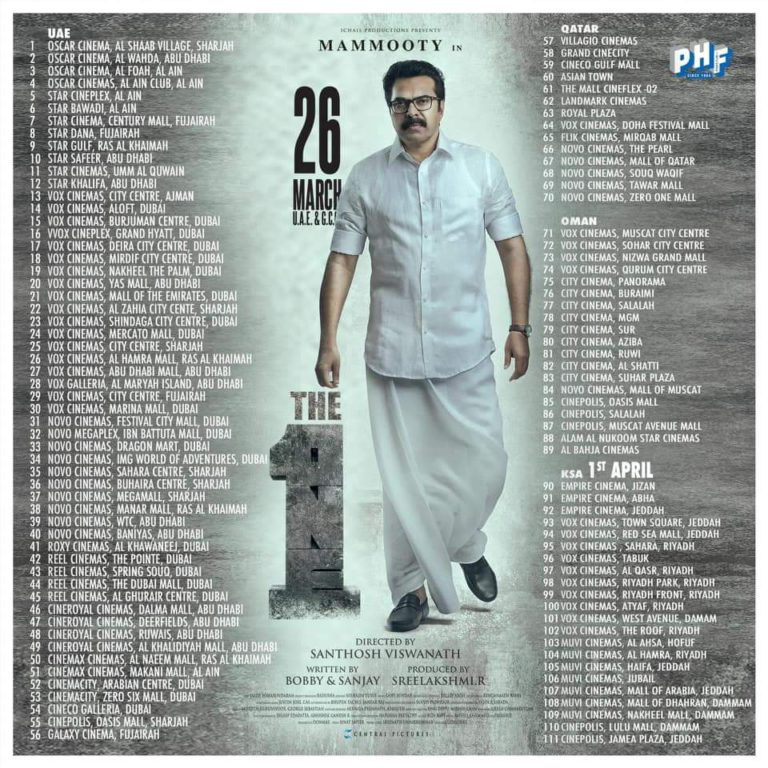 UAE
1 OSCAR CINEMA, AL SHAAB VILLAGE, SHARJAH
2 OSCAR CINEMA, AL WAHDA, ABU DHABI
3 OSCAR CINEMA, AL FOAH, AL AIN
4 OSCAR CINEMAS, AL AIN CLUB, AL AIN
5 STAR CINEPLEX, AL AIN
6 STAR BAWADI, AL AIN
7 STAR CINEMA, CENTURY MALL, FUJAIRAH
8 STAR DANA, FUJAIRAH
9 STAR GULF, RAS AL KHAIMAH
10 STAR SAFEER, ABU DHABI
11 STAR CINEMAS, UMM AL QUWAIN
12 STAR KHALIFA, ABU DHABI
13 VOX CINEMAS, CITY CENTRE, AJMAN
14 VOX CINEMAS, ALOFT, DUBAI
15 VOX CINEMAS, BURJUMAN CENTRE, DUBAI
16 VVOX CINEPLEX, GRAND HYATT, DUBAI
17 VOX CINEMAS, DEIRA CITY CENTRE, DUBAI
18 VOX CINEMAS, MIRDIF CITY CENTRE, DUBAI
19 VOX CINEMAS, NAKHEEL THE PALM, DUBAI
20 VOX CINEMAS, YAS MALL, ABU DHABI
21 VOX CINEMAS, MALL OF THE EMIRATES, DUBAI
22 VOX CINEMAS, AL ZAHIA CITY CENTE, SHARJAH
23 VOX CINEMAS, SHINDAGA CITY CENTRE, DUBAI
24 VOX CINEMAS, MERCATO MALL, DUBAI
25 VOX CINEMAS, CITY CENTRE, SHARJAH
26 VOX CINEMAS, AL HAMRA MALL, RAS AL KHAIMAH
27 VOX CINEMAS, ABU DHABI MALL, ABU DHABI
28 VOX GALLERIA, AL MARYAH ISLAND, ABU DHABI
29 VOX CINEMAS, CITY CENTRE, FUJAIRAH
30 VOX CINEMAS, MARINA MALL, DUBAI
31 NOVO CINEMAS, FESTIVAL CITY MALL, DUBAI
32 NOVO MEGAPLEX, IBN BATTUTA MALL, DUBAI
33 NOVO CINEMAS, DRAGON MART, DUBAI
34 NOVO CINEMAS, IMG WORLD OF ADVENTURES, DUBAI
35 NOVO CINEMAS, SAHARA CENTRE, SHARJAH
36 NOVO CINEMAS, BUHAIRA CENTRE, SHARJAH
37 NOVO CINEMAS, MEGAMALL, SHARJAH
38 NOVO CINEMAS, MANAR MALL, RAS AL KHAIMAH
39 NOVO CINEMAS, WTC, ABU DHABI
40 NOVO CINEMAS, BANIYAS, ABU DHABI
41 ROXY CINEMAS, AL KHAWANEEJ, DUBAI
42 REEL CINEMAS, THE POINTE, DUBAI
43 REEL CINEMAS, SPRING SOUQ, DUBAI
44 REEL CINEMAS, THE DUBAI MALL, DUBAI
45 REEL CINEMAS, AL GHURAIR CENTRE, DUBAI
46 CINEROYAL CINEMAS, DALMA MALL, ABU DHABI
47 CINEROYAL CINEMAS, DEERFIELDS, ABU DHABI
48 CINEROYAL CINEMAS, RUWAIS, ABU DHABI
49 CINEROYAL CINEMAS, AL KHALIDIYAH MALL, ABU DHABI
50 CINEMAX CINEMAS, AL NAEEM MALL, RAS AL KHAIMAH
51 CINEMAX CINEMAS, MAKANI MALL, AL AIN
52 CINEMACITY, ARABIAN CENTRE, DUBAI
53 CINEMACITY, ZERO SIX MALL, DUBAI
54 CINECO GALLERIA, DUBAI
55 CINEPOLIS, OASIS MALL, SHARJAH
56 GALAXY CINEMA, FUJAIRAH
ICHAIS PRODUCTIONS PRESENTS
MAMMOOTY IN
26
MARCH
U.A.E. & G.C.C
THE
ONE
DIRECTED BY
SANTHOSH VISWANATH
WRITTEN BY
BOBBY & SANJAY
PRODUCED BY
SREELAKSHMI.R
CENTRAL PICTURES
QATAR
57 VILLAGIO CINEMAS
58 GRAND CINECITY
59 CINECO GULF MALL
60 ASIAN TOWN
61 THE MALL CINEFLEX -02
62 LANDMARK CINEMAS
63 ROYAL PLAZA
64 VOX CINEMAS, DOHA FESTIVAL MALL
65 FLIK CINEMAS, MIRQAB MALL
66 NOVO CINEMAS, THE PEARL
67 NOVO CINEMAS, MALL OF QATAR
68 NOVO CINEMAS, SOUQ WAQIF
69 NOVO CINEMAS, TAWAR MALL
70 NOVO CINEMAS, ZERO ONE MALL
OMAN
71 VOX CINEMAS, MUSCAT CITY CENTRE
72 VOX CINEMAS, SOHAR CITY CENTRE
73 VOX CINEMAS, NIZWA GRAND MALL
74 VOX CINEMAS, QURUM CITY CENTRE
75 CITY CINEMA, PANORAMA
76 CITY CINEMA, BURAIMI
77 CITY CINEMA, SALALAH
78 CITY CINEMA, MGM
79 CITY CINEMA, SUR
80 CITY CINEMA, AZIBA
81 CITY CINEMA, RUWI
82 CITY CINEMA, AL SHATTI
83 CITY CINEMA, SUHAR PLAZA
84 NOVO CINEMAS, MALL OF MUSCAT
85 CINEPOLIS, OASIS MALL
86 CINEPOLIS, SALALAH
87 CINEPOLIS, MUSCAT AVENUE MALL
88 ALAM AL NUKOOM STAR CINEMAS
89 AL BAHJA CINEMAS
KSA 1ST APRIL
90 EMPIRE CINEMA, JIZAN
91 EMPIRE CINEMA, ABHA
92 EMPIRE CINEMA, JEDDAH
93 VOX CINEMAS, TOWN SQUARE, JEDDAH
94 VOX CINEMAS, RED SEA MALL, JEDDAH
95 VOX CINEMAS , SAHARA, RIYADH
96 VOX CINEMAS, TABUK
97 VOX CINEMAS, AL QASR, RIYADH
98 VOX CINEMAS, RIYADH PARK, RIYADH
99 VOX CINEMAS, RIYADH FRONT, RIYADH
100 VOX CINEMAS, ATYAF, RIYADH
101 VOX CINEMAS, WEST AVENUE, DAMAM
102 VOX CINEMAS, THE ROOF, RIYADH
103 MUVI CINEMAS, AL AHSA, HOFUF
104 MUVI CINEMAS, AL HAMRA, RIYADH
105 MUVI CINEMAS, HAIFA, JEDDAH
106 MUVI CINEMAS, JUBAIL
107 MUVI CINEMAS, MALL OF ARABIA, JEDDAH
108 MUVI CINEMAS, MALL OF DHAHRAN, DAMMAM
109 MUVI CINEMAS, NAKHEEL MALL, DAMMAM
110 CINEPOLIS, LULU MALL, DAMMAM
111 CINEPOLIS, JAMEA PLAZA, JEDDAH
PHF
SINCE 1984